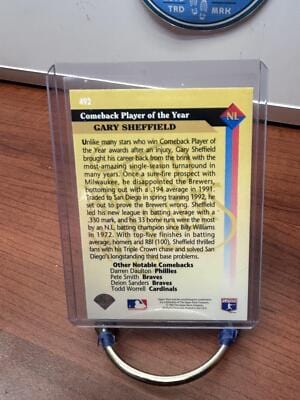 TRD
MRK
492
Comeback Player of the Year
GARY SHEFFIELD
NL
Unlike many stars who win Comeback Player of
the Year awards after an injury, Gary Sheffield
brought his career back from the brink with the
most-amazing single-season turnaround in
many years. Once a sure-fire prospect with
Milwaukee, he disappointed the Brewers,
bottoming out with a .194 average in 1991.
Traded to San Diego in spring training 1992, he
set out to prove the Brewers wrong. Sheffield
led his new league in batting average with a
.330 mark, and his 33 home runs were the most
by an N.L. batting champion since Billy Williams
in 1972. With top-five finishes in batting
average, homers and RBI (100), Sheffield thrilled
fans with his Triple Crown chase and solved San
Diego's longstanding third base problems.
Other Notable Comebacks
Darren Daulton Phillies
Pete Smith Braves
Deion Sanders Braves
Todd Worrell Cardinals